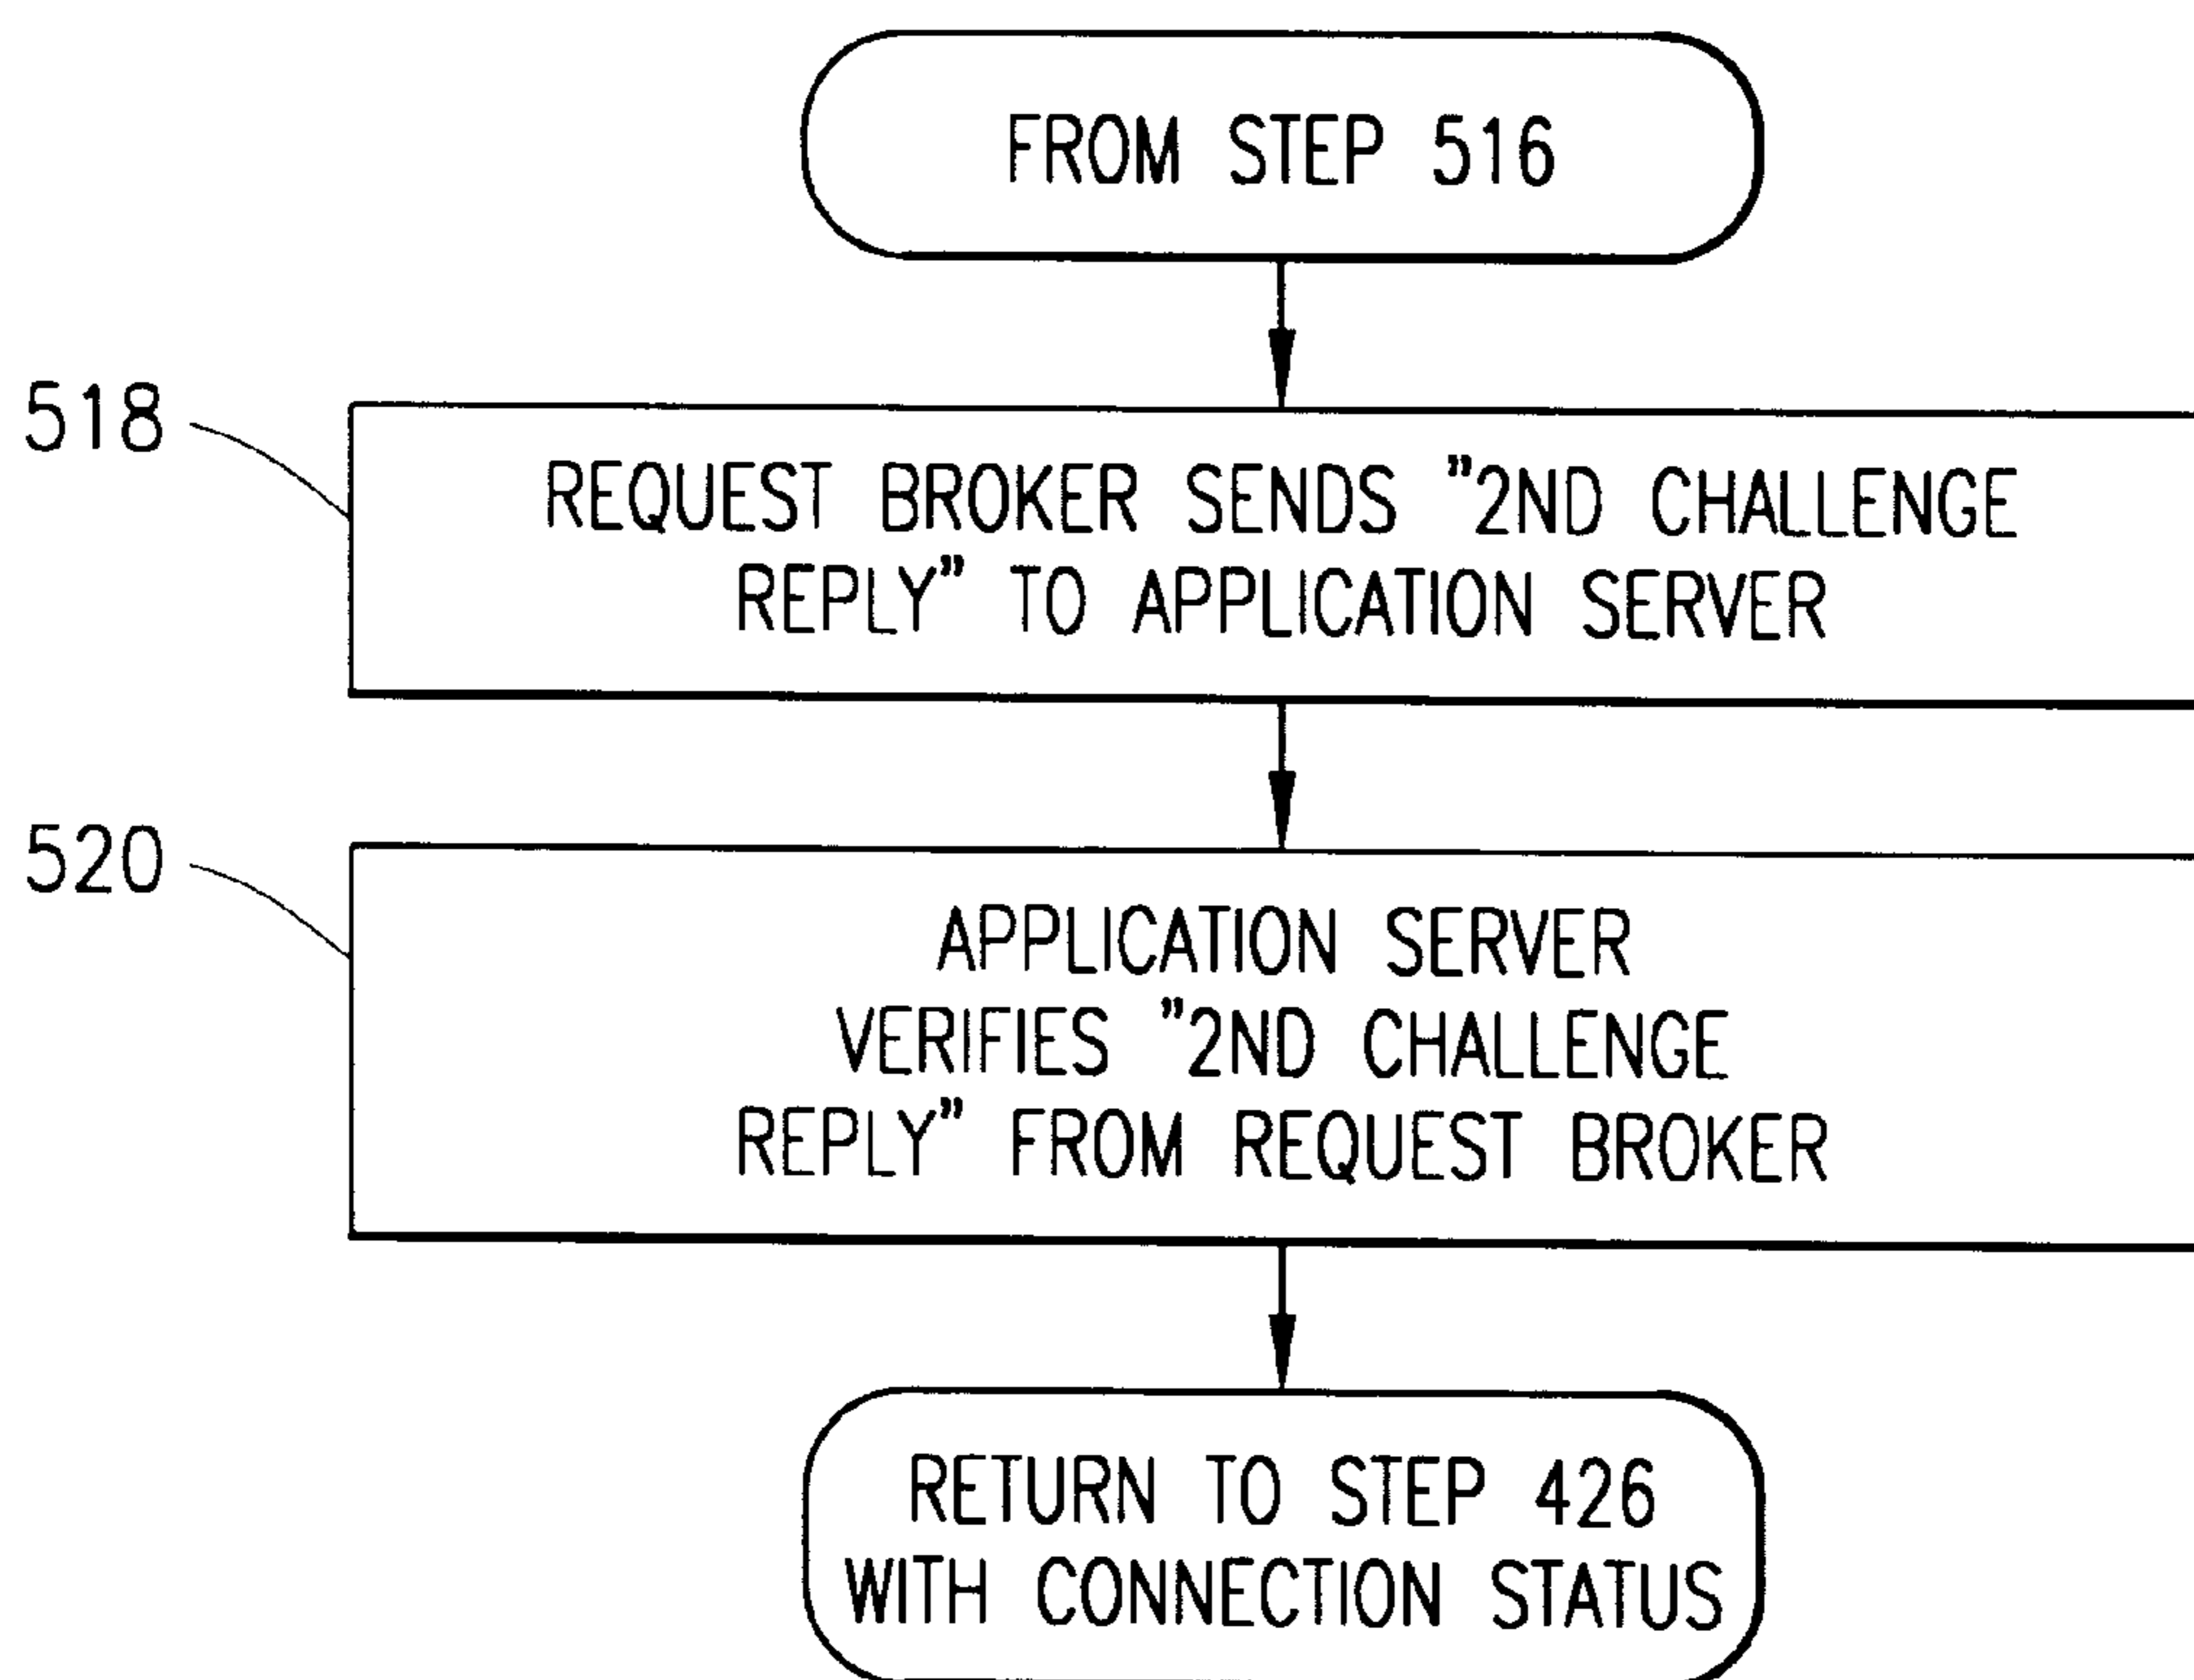 FROM STEP 516
518
REQUEST BROKER SENDS "2ND CHALLENGE
REPLY" TO APPLICATION SERVER
520
APPLICATION SERVER
VERIFIES "2ND CHALLENGE
REPLY" FROM REQUEST BROKER
RETURN TO STEP 426
WITH CONNECTION STATUS